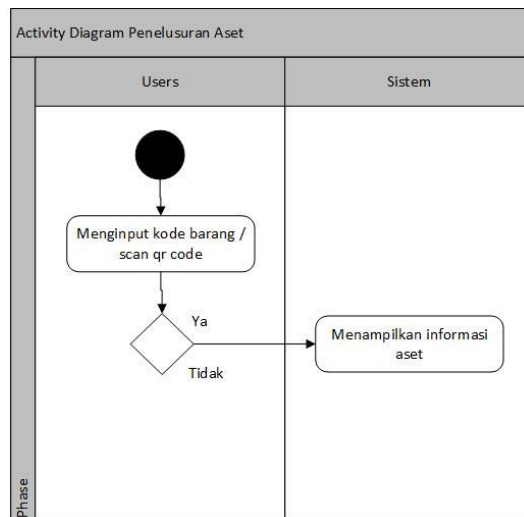 Activity Diagram Penelusuran Aset
Users
Sistem
Menginput kode barang /
scan qr code
Ya
Tidak
Menampilkan informasi
aset
Phase